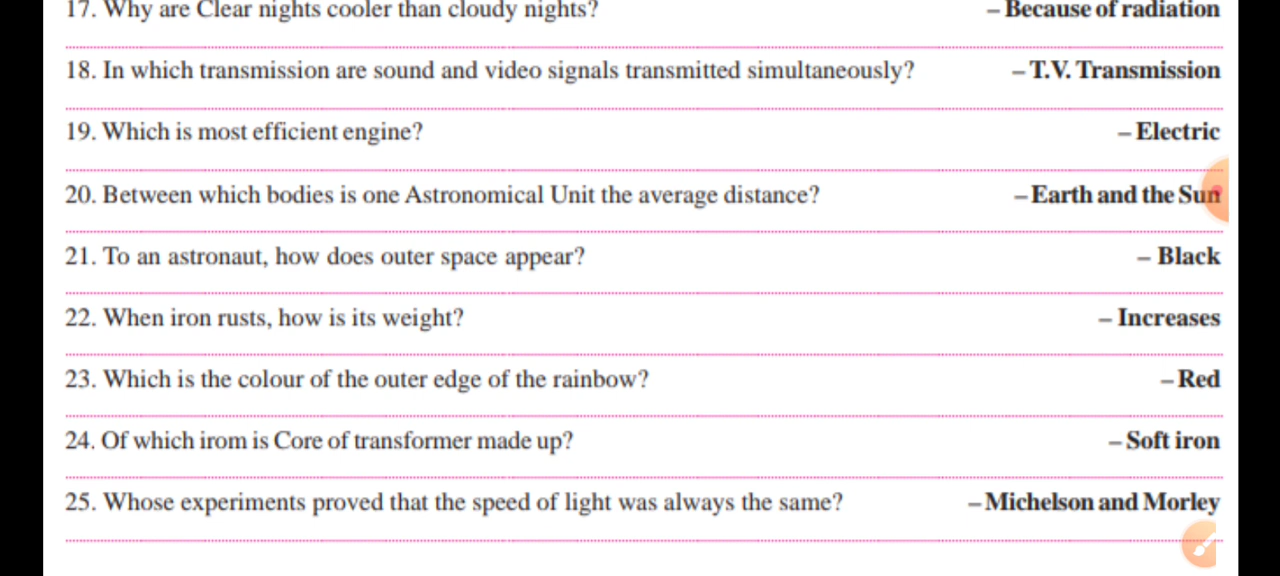 17. Why are Clear nights cooler than cloudy nights? – Because of radiation
18. In which transmission are sound and video signals transmitted simultaneously? – T.V. Transmission
19. Which is most efficient engine? – Electric
20. Between which bodies is one Astronomical Unit the average distance? – Earth and the Sun
21. To an astronaut, how does outer space appear? – Black
22. When iron rusts, how is its weight? – Increases
23. Which is the colour of the outer edge of the rainbow? – Red
24. Of which irom is Core of transformer made up? – Soft iron
25. Whose experiments proved that the speed of light was always the same? – Michelson and Morley